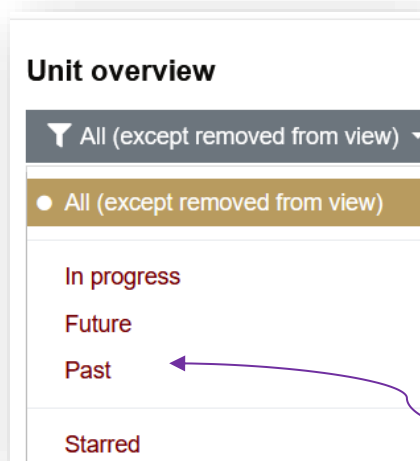 Unit overview
All (except removed from view)
All (except removed from view)
In progress
Future
Past
Starred